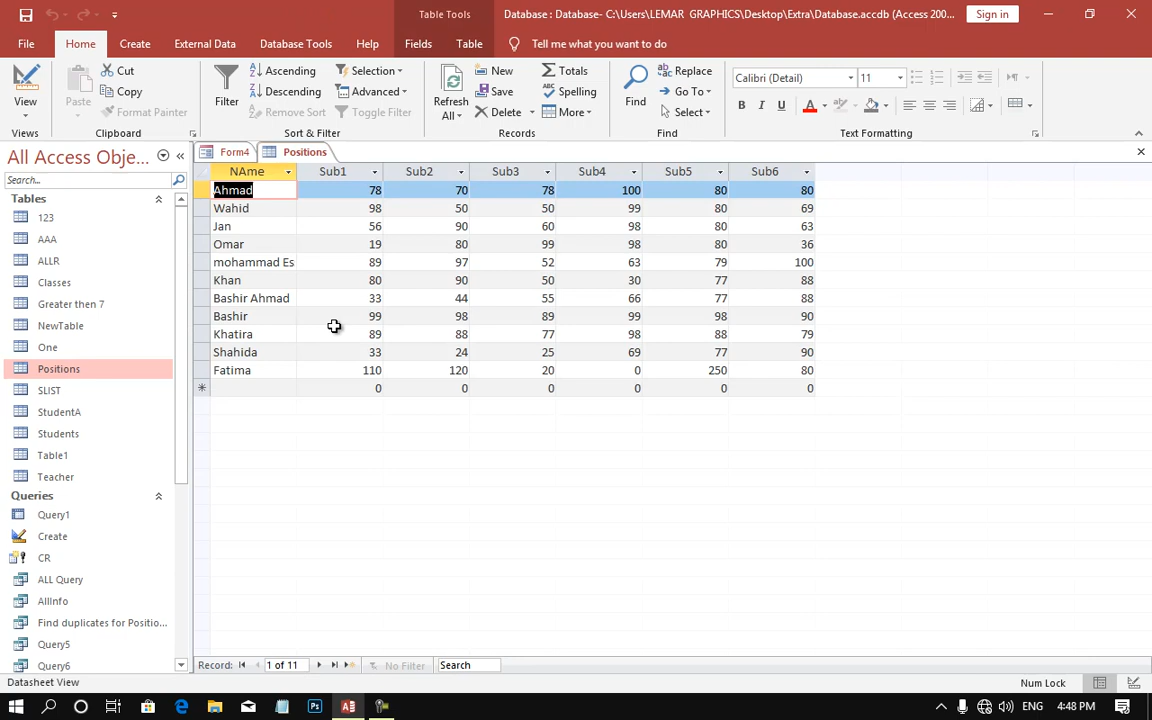 Table Tools
Database : Database- C:\Users\LEMAR GRAPHICS\Desktop\Extra\Database.accdb (Access 200...
Sign in
File Home Create External Data Database Tools Help Fields Table Tell me what you want to do
View
Views
Paste
Cut
Copy
Format Painter
Clipboard
Filter
Ascending
Descending
Remove Sort
Selection
Advanced
Toggle Filter
Sort & Filter
Refresh
All
New
Save
Delete
Totals
Spelling
More
Records
Find
Replace
Go To
Select
Find
Calibri (Detail) 11
B I U A
Text Formatting
All Access Obje...
Search...
Tables
123
AAA
ALLR
Classes
Greater then 7
NewTable
One
Positions
SLIST
StudentA
Students
Table1
Teacher
Queries
Query1
Create
CR
ALL Query
AllInfo
Find duplicates for Positio...
Query5
Query6
Form4 Positions
NAme Sub1 Sub2 Sub3 Sub4 Sub5 Sub6
Ahmad 78 70 78 100 80 80
Wahid 98 50 50 99 80 69
Jan 56 90 60 98 80 63
Omar 19 80 99 98 80 36
mohammad Es 89 97 52 63 79 100
Khan 80 90 50 30 77 88
Bashir Ahmad 33 44 55 66 77 88
Bashir 99 98 89 99 98 90
Khatira 89 88 77 98 88 79
Shahida 33 24 25 69 77 90
Fatima 110 120 20 0 250 80
* 0 0 0 0 0 0
Record: 1 of 11 No Filter Search
Datasheet View
Num Lock
ENG 4:48 PM